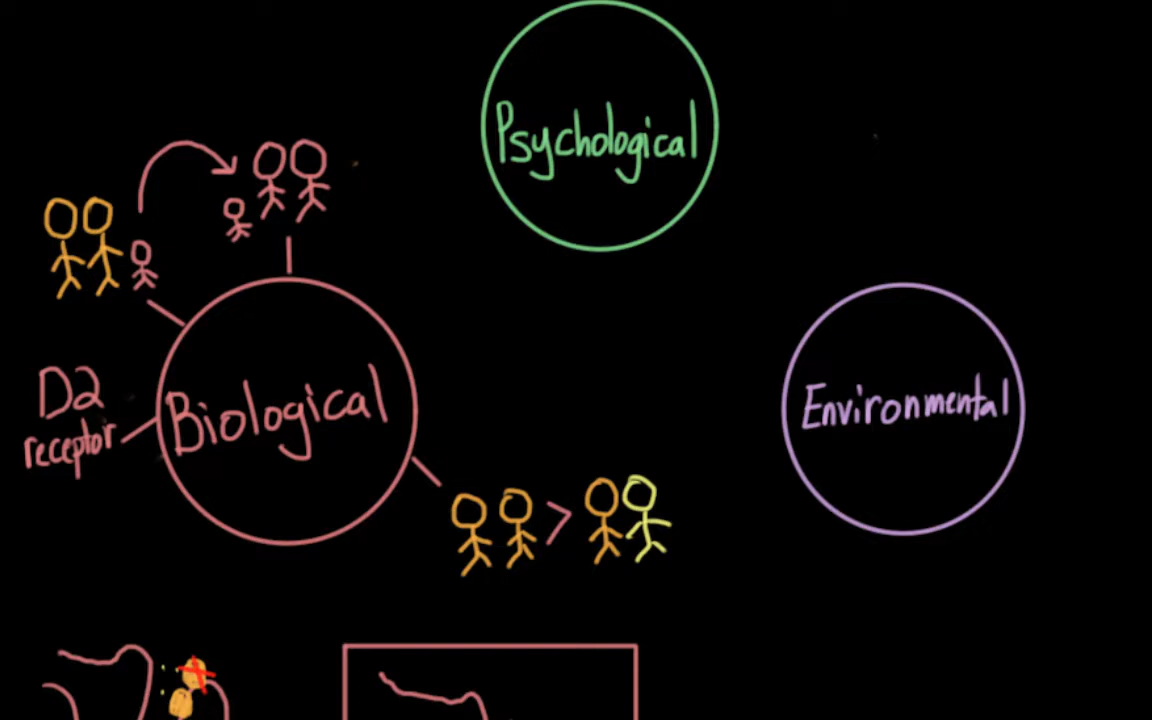 Psychological
D2
receptor
Biological
Environmental
>